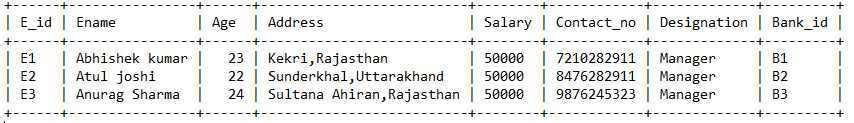 | E_id | Ename          | Age  | Address                  | Salary | Contact_no | Designation | Bank_id |
| E1   | Abhishek kumar |   23 | Kekri,Rajasthan          | 50000  | 7210282911 | Manager     | B1      |
| E2   | Atul joshi     |   22 | Sunderkhal,Uttarakhand   | 50000  | 8476282911 | Manager     | B2      |
| E3   | Anurag Sharma  |   24 | Sultana Ahiran,Rajasthan | 50000  | 9876245323 | Manager     | B3      |